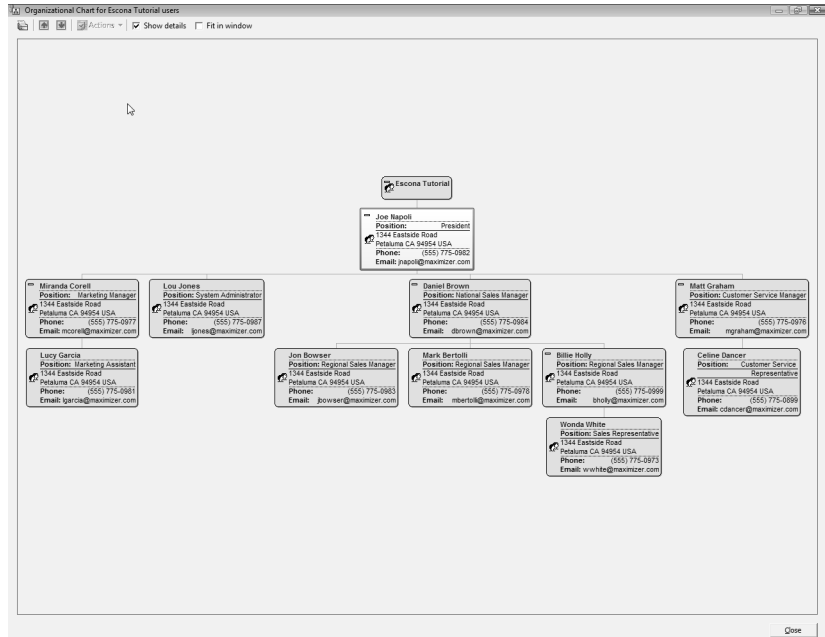 Organizational Chart for Escona Tutorial users
Actions
Show details
Fit in window
Escona Tutorial
Joe Napoli
Position: President
1344 Eastside Road
Petaluma CA 94954 USA
Phone: (555) 775-0982
Email: jnapoli@maximizer.com
Miranda Corell
Position: Marketing Manager
1344 Eastside Road
Petaluma CA 94954 USA
Phone: (555) 775-0977
Email: mcorell@maximizer.com
Lou Jones
Position: System Administrator
1344 Eastside Road
Petaluma CA 94954 USA
Phone: (555) 775-0987
Email: ljones@maximizer.com
Daniel Brown
Position: National Sales Manager
1344 Eastside Road
Petaluma CA 94954 USA
Phone: (555) 775-0984
Email: dbrown@maximizer.com
Matt Graham
Position: Customer Service Manager
1344 Eastside Road
Petaluma CA 94954 USA
Phone: (555) 775-0976
Email: mgraham@maximizer.com
Lucy Garcia
Position: Marketing Assistant
1344 Eastside Road
Petaluma CA 94954 USA
Phone: (555) 775-0981
Email: lgarcia@maximizer.com
Jon Bowser
Position: Regional Sales Manager
1344 Eastside Road
Petaluma CA 94954 USA
Phone: (555) 775-0983
Email: jbowser@maximizer.com
Mark Bertolli
Position: Regional Sales Manager
1344 Eastside Road
Petaluma CA 94954 USA
Phone: (555) 775-0978
Email: mbertolli@maximizer.com
Billie Holly
Position: Regional Sales Manager
1344 Eastside Road
Petaluma CA 94954 USA
Phone: (555) 775-0999
Email: bholly@maximizer.com
Celine Dancer
Position: Customer Service
Representative
1344 Eastside Road
Petaluma CA 94954 USA
Phone: (555) 775-0899
Email: cdancer@maximizer.com
Wonda White
Position: Sales Representative
1344 Eastside Road
Petaluma CA 94954 USA
Phone: (555) 775-0973
Email: wwhite@maximizer.com
Close